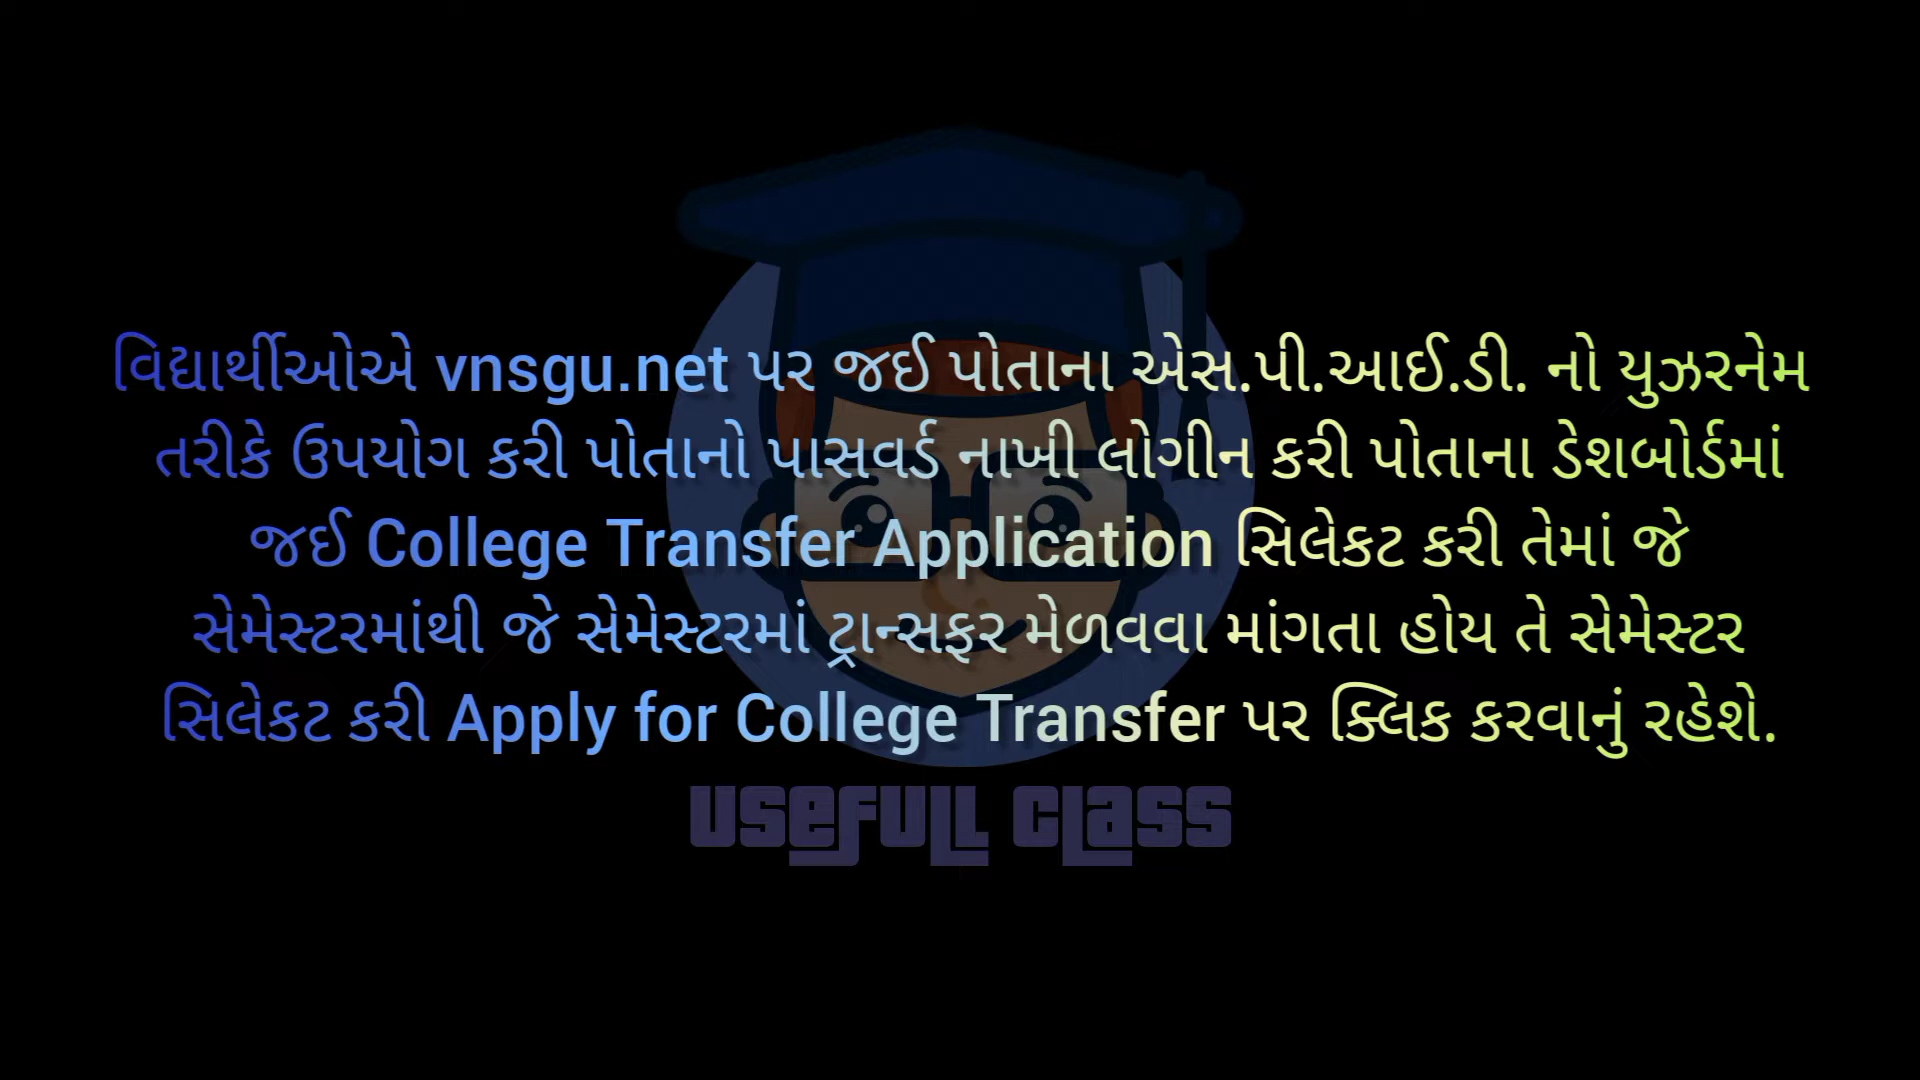 વિદ્યાર્થીઓએ vnsgu.net પર જઈ પોતાના એસ.પી.આઈ.ડી. નો યુઝરનેમ
તરીકે ઉપયોગ કરી પોતાનો પાસવર્ડ નાખી લોગીન કરી પોતાના ડેશબોર્ડમાં
જઈ College Transfer Application સિલેક્ટ કરી તેમાં જે
સેમેસ્ટરમાંથી જે સેમેસ્ટરમાં ટ્રાન્સફર મેળવવા માંગતા હોય તે સેમેસ્ટર
સિલેક્ટ કરી Apply for College Transfer પર ક્લિક કરવાનું રહેશે.
USEFULL CLASS